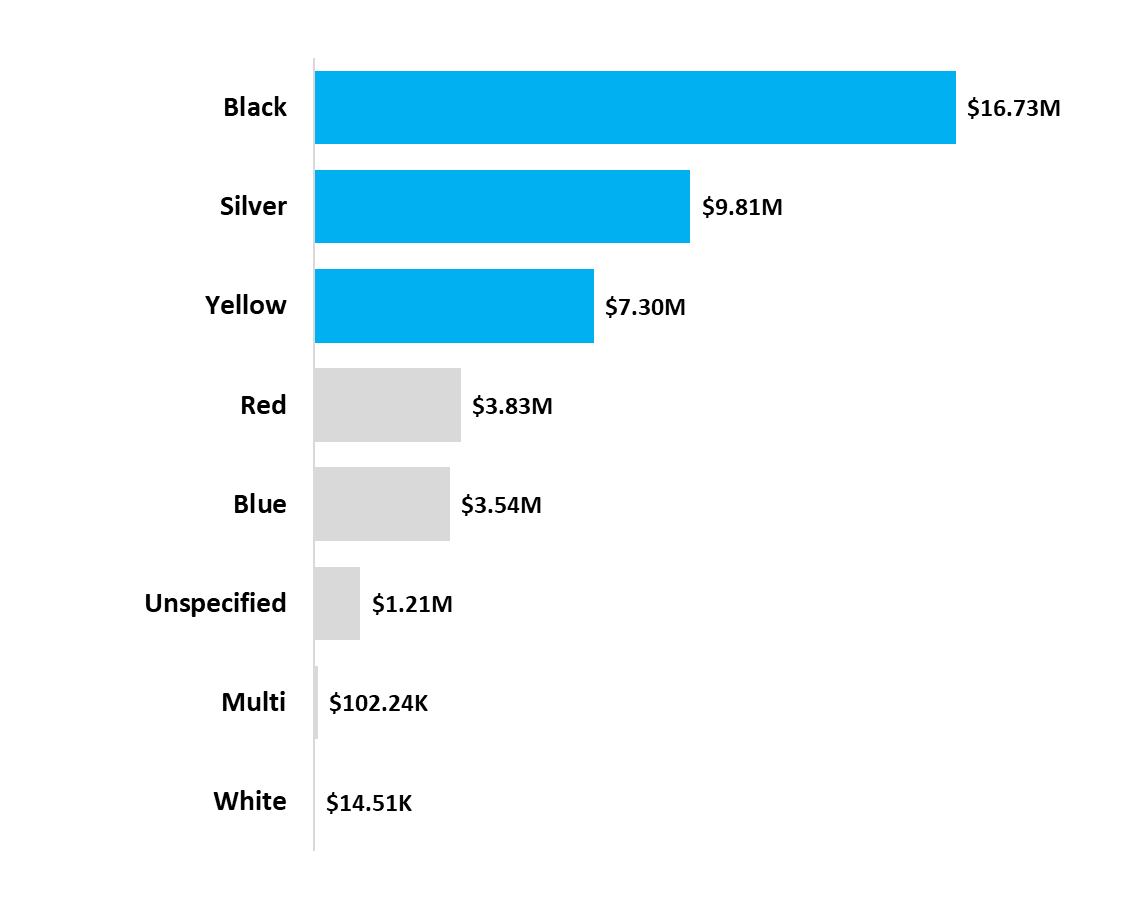 Black $16.73M
Silver $9.81M
Yellow $7.30M
Red $3.83M
Blue $3.54M
Unspecified $1.21M
Multi $102.24K
White $14.51K